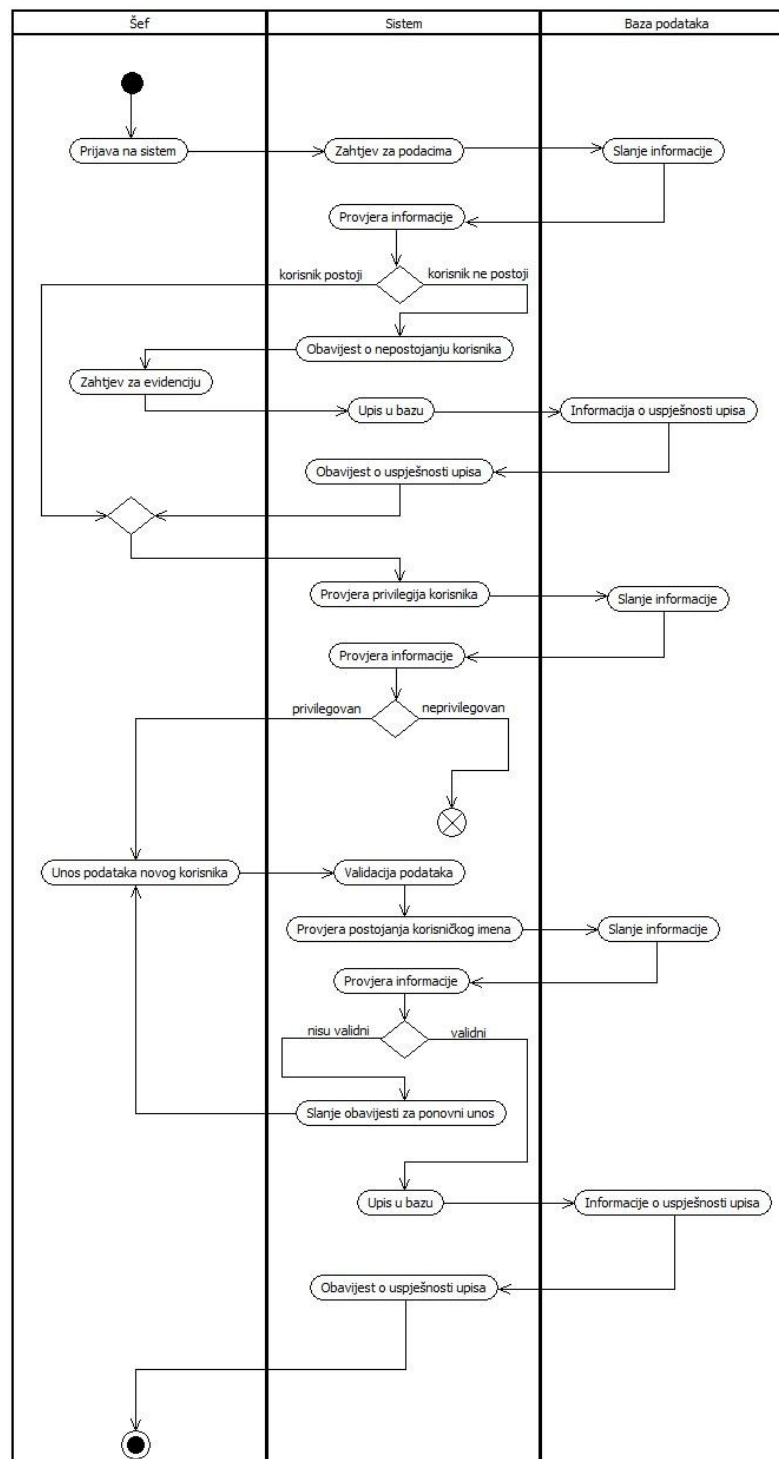 Šef
Sistem
Baza podataka
Prijava na sistem
Zahtjev za podacima
Slanje informacije
Provjera informacije
korisnik postoji
korisnik ne postoji
Obavijest o nepostojanju korisnika
Zahtjev za evidenciju
Upis u bazu
Informacija o uspješnosti upisa
Obavijest o uspješnosti upisa
Provjera privilegija korisnika
Slanje informacije
Provjera informacije
privilegovan
neprivilegovan
Unos podataka novog korisnika
Validacija podataka
Provjera postojanja korisničkog imena
Slanje informacije
Provjera informacije
nisu validni
validni
Slanje obavijesti za ponovni unos
Upis u bazu
Informacije o uspješnosti upisa
Obavijest o uspješnosti upisa